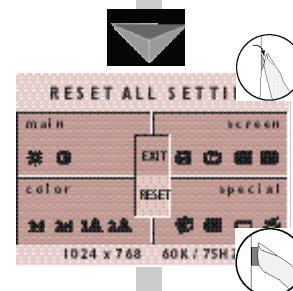 RESET ALL SETTI
main screen
EXIT
RESET
color special
1024 x 768 60K / 75H